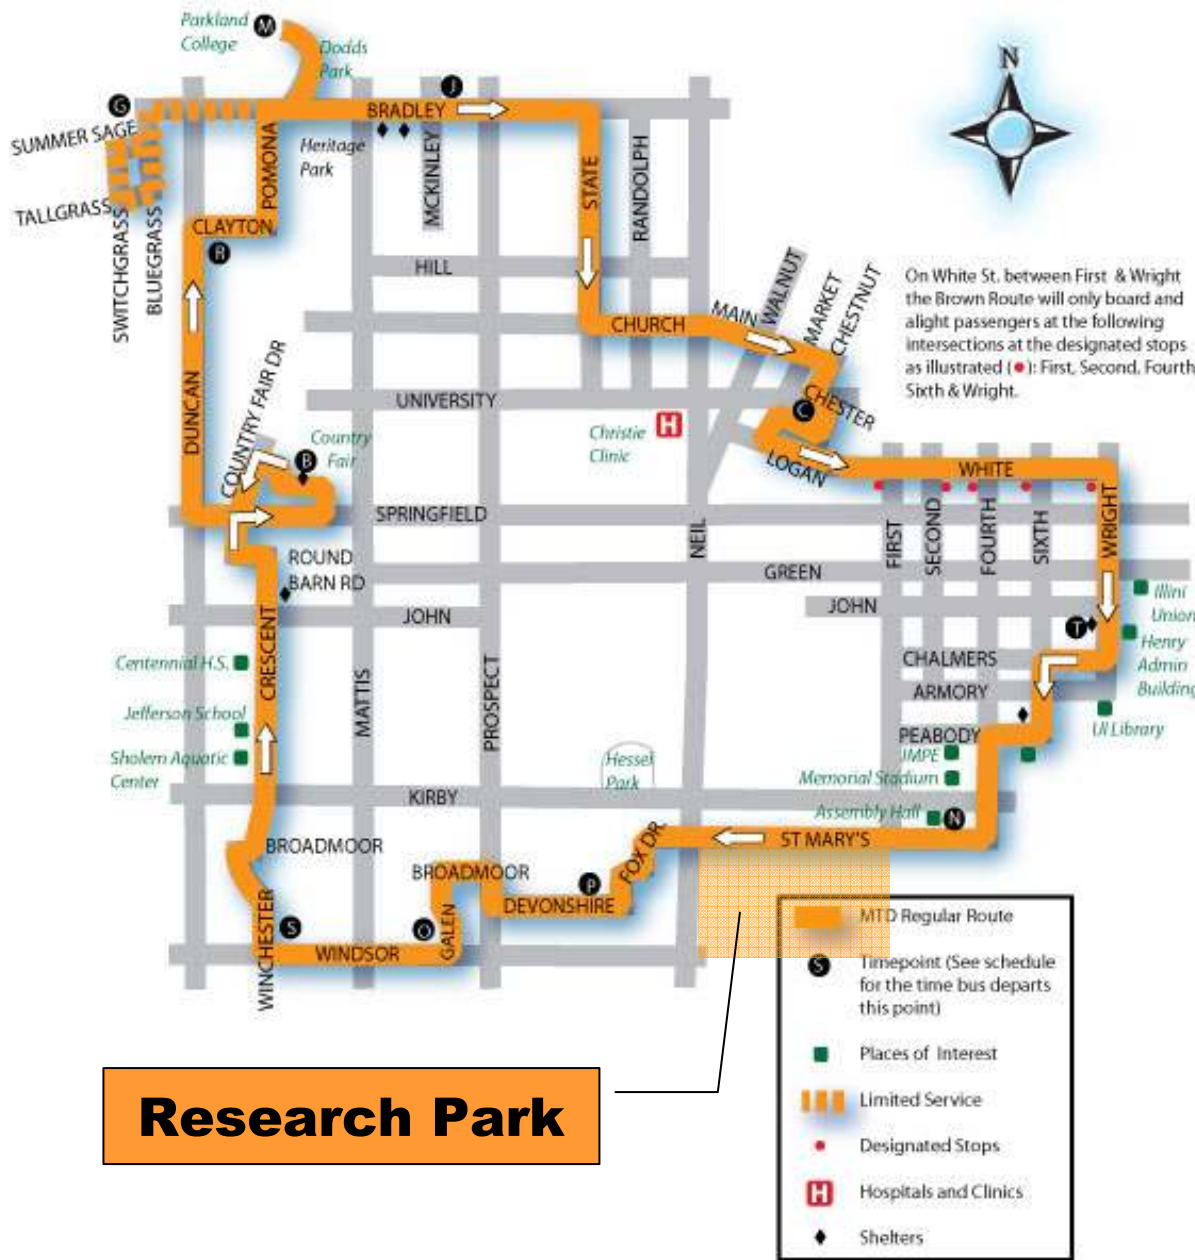 Parkland
College
M
Dodds
Park
N
J
G
BRADLEY
SUMMER SAGE
Heritage
Park
POMONA
MCKINLEY
STATE
RANDOLPH
TALLGRASS
SWITCHGRASS
BLUEGRASS
CLAYTON
R
HILL
WALNUT
MARKET
CHESTNUT
MAIN
CHURCH
On White St. between First & Wright
the Brown Route will only board and
alight passengers at the following
intersections at the designated stops
as illustrated (●): First, Second, Fourth
Sixth & Wright.
DUNCAN
COUNTRY FAIR DR
UNIVERSITY
CHESTER
C
H
Christie
Clinic
Country
Fair
B
LOGAN
WHITE
SPRINGFIELD
NEIL
FIRST
SECOND
FOURTH
SIXTH
WRIGHT
ROUND
BARN RD
GREEN
JOHN
JOHN
Illini
Union
T
Henry
Admin
Building
CRESCENT
Centennial H.S.
MATTIS
PROSPECT
CHALMERS
ARMORY
Jefferson School
UI Library
PEABODY
IMPE
Sholem Aquatic
Center
Hessel
Park
Memorial Stadium
KIRBY
Assembly Hall
N
BROADMOOR
ST MARY'S
FOX DR.
BROADMOOR
P
DEVONSHIRE
WINCHESTER
S
O
GALEN
WINDSOR
MTD Regular Route
S
Timepoint (See schedule
for the time bus departs
this point)
Places of Interest
Limited Service
Designated Stops
H
Hospitals and Clinics
Shelters
Research Park